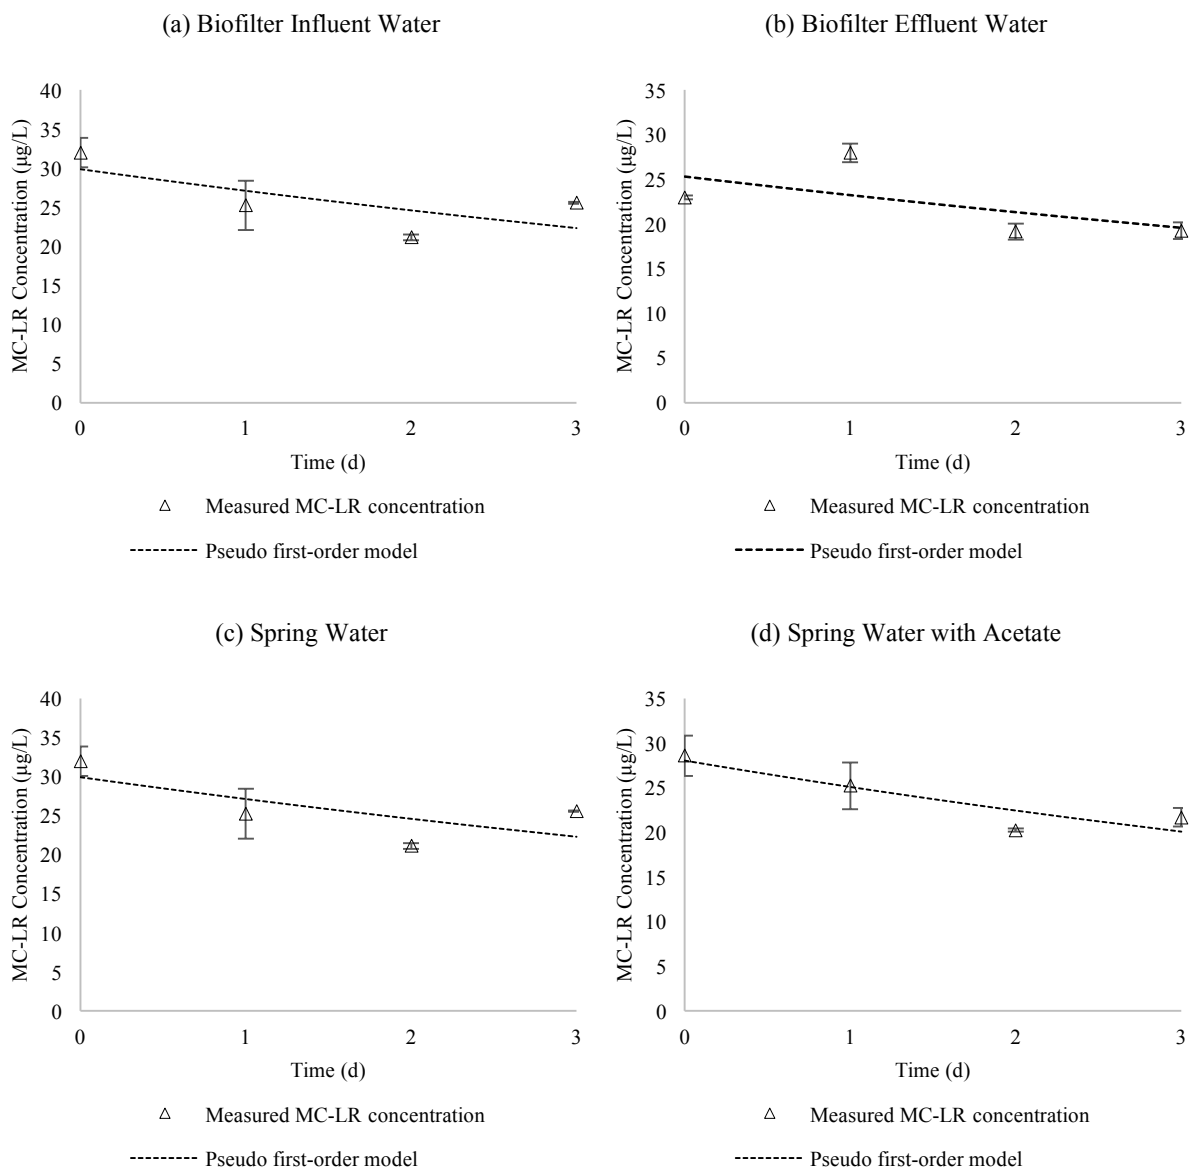 (a) Biofilter Influent Water
MC-LR Concentration (µg/L)
40
35
30
25
20
15
10
5
0
0 1 2 3
Time (d)
Measured MC-LR concentration
Pseudo first-order model
(b) Biofilter Effluent Water
MC-LR Concentration (µg/L)
35
30
25
20
15
10
5
0
0 1 2 3
Time (d)
Measured MC-LR concentration
Pseudo first-order model
(c) Spring Water
MC-LR Concentration (µg/L)
40
35
30
25
20
15
10
5
0
0 1 2 3
Time (d)
Measured MC-LR concentration
Pseudo first-order model
(d) Spring Water with Acetate
MC-LR Concentration (µg/L)
35
30
25
20
15
10
5
0
0 1 2 3
Time (d)
Measured MC-LR concentration
Pseudo first-order model